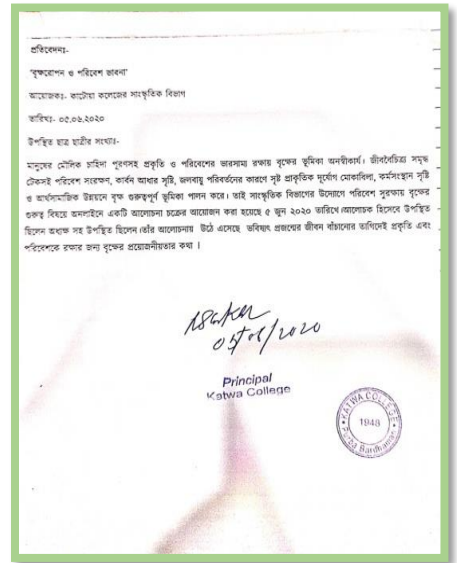 প্রতিবেদনঃ-
'বৃক্ষরোপন ও পরিবেশ ভাবনা'
আয়োজকঃ- কাটোয়া কলেজের সাংস্কৃতিক বিভাগ
তারিখঃ- ০৫.০৬.২০২০
উপস্থিত ছাত্র ছাত্রীর সংখ্যাঃ-
মানুষের মৌলিক চাহিদা পূরণসহ প্রকৃতি ও পরিবেশের ভারসাম্য রক্ষায় বৃক্ষের ভূমিকা অনস্বীকার্য। জীববৈচিত্র্য সমৃদ্ধ
টেকসই পরিবেশ সংরক্ষণ, কার্বন আধার সৃষ্টি, জলবায়ু পরিবর্তনের কারণে সৃষ্ট প্রাকৃতিক দুর্যোগ মোকাবিলা, কর্মসংস্থান সৃষ্টি
ও আর্থসামাজিক উন্নয়নে বৃক্ষ গুরুত্বপূর্ণ ভূমিকা পালন করে। তাই সাংস্কৃতিক বিভাগের উদ্যোগে পরিবেশ সুরক্ষায় বৃক্ষের
গুরুত্ব বিষয়ে অনলাইনে একটি আলোচনা চক্রের আয়োজন করা হয়েছে ৫ জুন ২০২০ তারিখে।আলোচক হিসেবে উপস্থিত
ছিলেন অধ্যক্ষ সহ উপস্থিত ছিলেন।তাঁর আলোচনায় উঠে এসেছে ভবিষ্যৎ প্রজন্মের জীবন বাঁচানোর তাগিদেই প্রকৃতি এবং
পরিবেশকে রক্ষার জন্য বৃক্ষের প্রয়োজনীয়তার কথা ।
05/06/2020
Principal
Katwa College
KATWA COLLEGE
1948
Purba Bardhaman